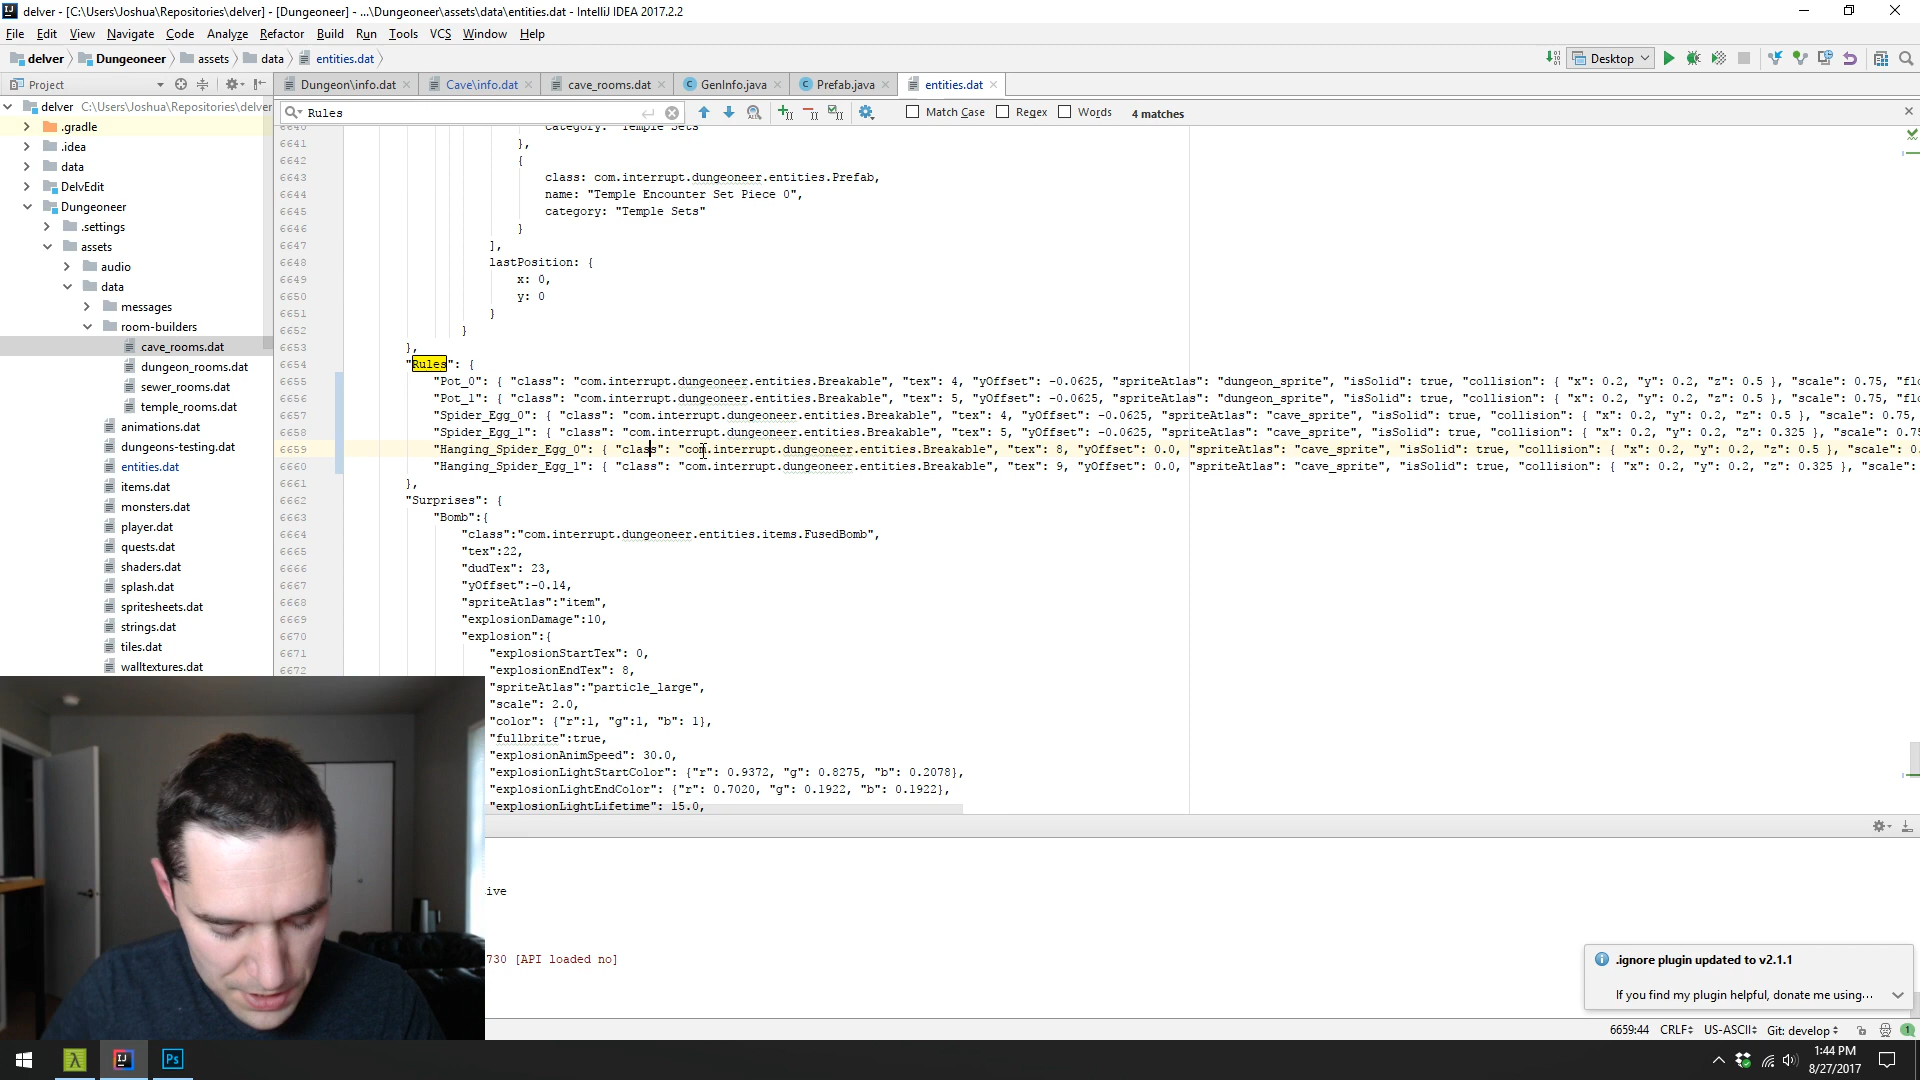 delver - [C:\Users\Joshua\Repositories\delver] - [Dungeoneer] - ...\Dungeoneer\assets\data\entities.dat - IntelliJ IDEA 2017.2.2
File Edit View Navigate Code Analyze Refactor Build Run Tools VCS Window Help
delver Dungeoneer assets data entities.dat Desktop
Project Dungeon\info.dat Cave\info.dat cave_rooms.dat GenInfo.java Prefab.java entities.dat
Rules Match Case Regex Words 4 matches
delver C:\Users\Joshua\Repositories\delver
.gradle
.idea
data
DelvEdit
Dungeoneer
.settings
assets
audio
data
messages
room-builders
cave_rooms.dat
dungeon_rooms.dat
sewer_rooms.dat
temple_rooms.dat
animations.dat
dungeons-testing.dat
entities.dat
items.dat
monsters.dat
player.dat
quests.dat
shaders.dat
splash.dat
spritesheets.dat
strings.dat
tiles.dat
walltextures.dat
6640 category: "Temple Sets"
6641 },
6642 {
6643 class: com.interrupt.dungeoneer.entities.Prefab,
6644 name: "Temple Encounter Set Piece 0",
6645 category: "Temple Sets"
6646 }
6647 ],
6648 lastPosition: {
6649 x: 0,
6650 y: 0
6651 }
6652 }
6653 },
6654 "Rules": {
6655 "Pot_0": { "class": "com.interrupt.dungeoneer.entities.Breakable", "tex": 4, "yOffset": -0.0625, "spriteAtlas": "dungeon_sprite", "isSolid": true, "collision": { "x": 0.2, "y": 0.2, "z": 0.5 }, "scale": 0.75, "flo
6656 "Pot_1": { "class": "com.interrupt.dungeoneer.entities.Breakable", "tex": 5, "yOffset": -0.0625, "spriteAtlas": "dungeon_sprite", "isSolid": true, "collision": { "x": 0.2, "y": 0.2, "z": 0.5 }, "scale": 0.75, "flo
6657 "Spider_Egg_0": { "class": "com.interrupt.dungeoneer.entities.Breakable", "tex": 4, "yOffset": -0.0625, "spriteAtlas": "cave_sprite", "isSolid": true, "collision": { "x": 0.2, "y": 0.2, "z": 0.5 }, "scale": 0.75,
6658 "Spider_Egg_1": { "class": "com.interrupt.dungeoneer.entities.Breakable", "tex": 5, "yOffset": -0.0625, "spriteAtlas": "cave_sprite", "isSolid": true, "collision": { "x": 0.2, "y": 0.2, "z": 0.325 }, "scale": 0.75
6659 "Hanging_Spider_Egg_0": { "class": "com.interrupt.dungeoneer.entities.Breakable", "tex": 8, "yOffset": 0.0, "spriteAtlas": "cave_sprite", "isSolid": true, "collision": { "x": 0.2, "y": 0.2, "z": 0.5 }, "scale": 0.
6660 "Hanging_Spider_Egg_1": { "class": "com.interrupt.dungeoneer.entities.Breakable", "tex": 9, "yOffset": 0.0, "spriteAtlas": "cave_sprite", "isSolid": true, "collision": { "x": 0.2, "y": 0.2, "z": 0.325 }, "scale":
6661 },
6662 "Surprises": {
6663 "Bomb":{
6664 "class":"com.interrupt.dungeoneer.entities.items.FusedBomb",
6665 "tex":22,
6666 "dudTex": 23,
6667 "yOffset":-0.14,
6668 "spriteAtlas":"item",
6669 "explosionDamage":10,
6670 "explosion":{
6671 "explosionStartTex": 0,
6672 "explosionEndTex": 8,
"spriteAtlas":"particle_large",
"scale": 2.0,
"color": {"r":1, "g":1, "b": 1},
"fullbrite":true,
"explosionAnimSpeed": 30.0,
"explosionLightStartColor": {"r": 0.9372, "g": 0.8275, "b": 0.2078},
"explosionLightEndColor": {"r": 0.7020, "g": 0.1922, "b": 0.1922},
"explosionLightLifetime": 15.0,
ive
730 [API loaded no]
.ignore plugin updated to v2.1.1
If you find my plugin helpful, donate me using...
6659:44 CRLF US-ASCII Git: develop 1
Ps
1:44 PM
8/27/2017